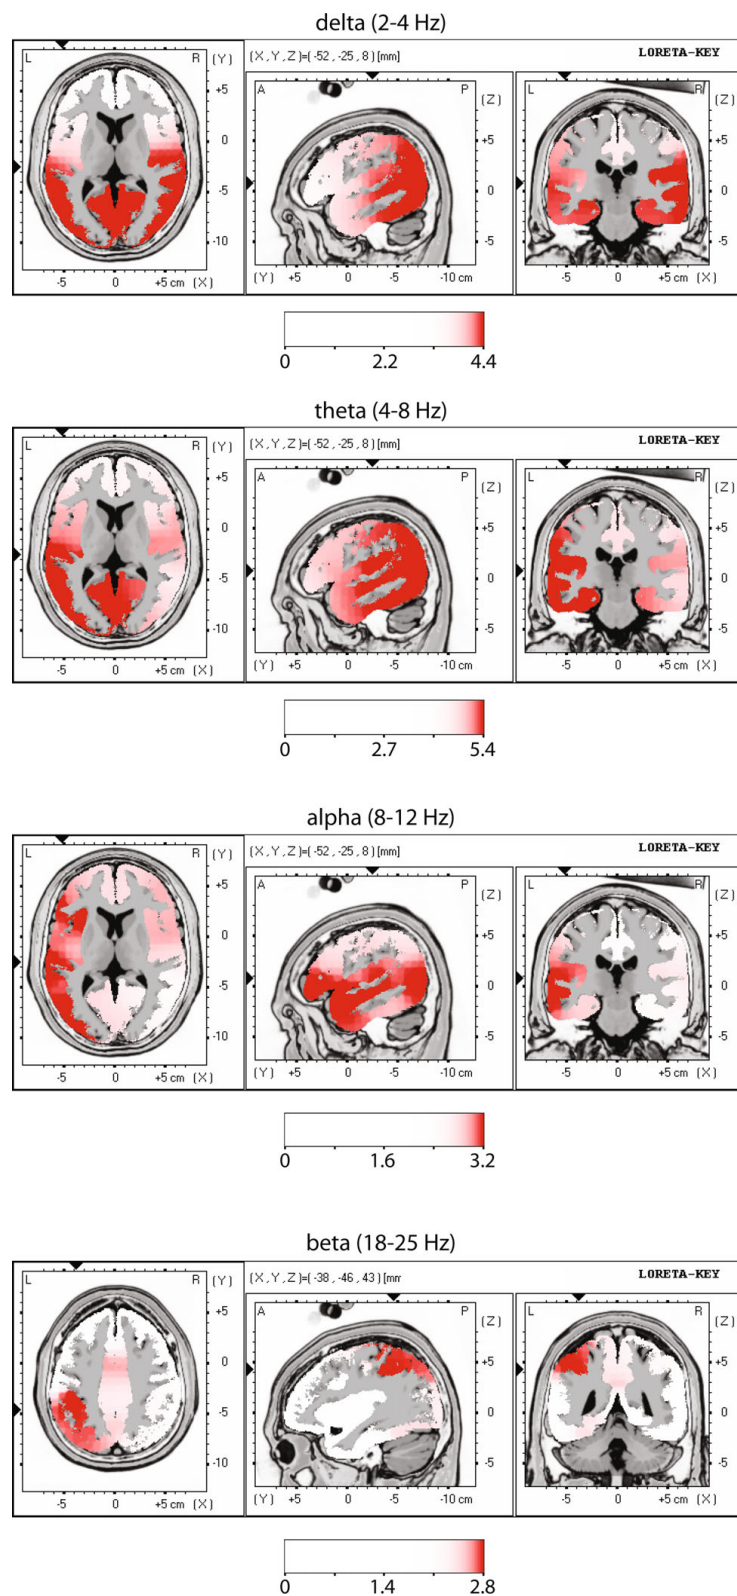 delta (2-4 Hz)
L R (Y) (X,Y,Z)=(-52,-25,8)[mm] LORETA-KEY
A P (Z) L R (Z)
+5 0 -5 -10
+5 0 -5
+5 0 -5
-5 0 +5 cm (X) (Y) +5 0 -5 -10 cm -5 0 +5 cm (X)
0 2.2 4.4
theta (4-8 Hz)
L R (Y) (X,Y,Z)=(-52,-25,8)[mm] LORETA-KEY
A P (Z) L R (Z)
+5 0 -5 -10
+5 0 -5
+5 0 -5
-5 0 +5 cm (X) (Y) +5 0 -5 -10 cm -5 0 +5 cm (X)
0 2.7 5.4
alpha (8-12 Hz)
L R (Y) (X,Y,Z)=(-52,-25,8)[mm] LORETA-KEY
A P (Z) L R (Z)
+5 0 -5 -10
+5 0 -5
+5 0 -5
-5 0 +5 cm (X) (Y) +5 0 -5 -10 cm -5 0 +5 cm (X)
0 1.6 3.2
beta (18-25 Hz)
L R (Y) (X,Y,Z)=(-38,-46,43)[mm LORETA-KEY
A P (Z) L R (Z)
+5 0 -5 -10
+5 0 -5
+5 0 -5
-5 0 +5 cm (X) (Y) +5 0 -5 -10 cm -5 0 +5 cm (X)
0 1.4 2.8